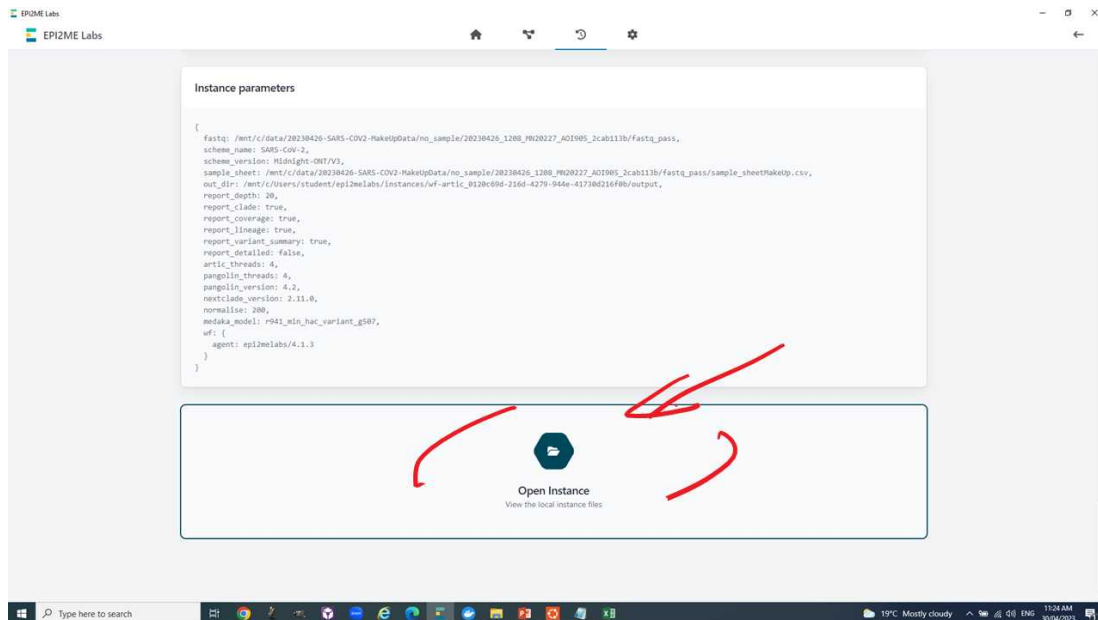 EPI2ME Labs
EPI2ME Labs
Instance parameters
{
fastq: /mnt/c/data/20230426-SARS-COV2-MakeUpData/no_sample/20230426_1208_MN20227_AOI905_2cab113b/fastq_pass,
scheme_name: SARS-CoV-2,
scheme_version: Midnight-ONT/V3,
sample_sheet: /mnt/c/data/20230426-SARS-COV2-MakeUpData/no_sample/20230426_1208_MN20227_AOI905_2cab113b/fastq_pass/sample_sheetMakeUp.csv,
out_dir: /mnt/c/Users/student/epi2melabs/instances/wf-artic_0120c69d-216d-4279-944e-41730d216f0b/output,
report_depth: 20,
report_clade: true,
report_coverage: true,
report_lineage: true,
report_variant_summary: true,
report_detailed: false,
artic_threads: 4,
pangolin_threads: 4,
pangolin_version: 4.2,
nextclade_version: 2.11.0,
normalise: 200,
medaka_model: r941_min_hac_variant_g507,
wf: {
agent: epi2melabs/4.1.3
}
}
Open Instance
View the local instance files
Type here to search
19°C Mostly cloudy
ENG
11:24 AM
30/04/2023